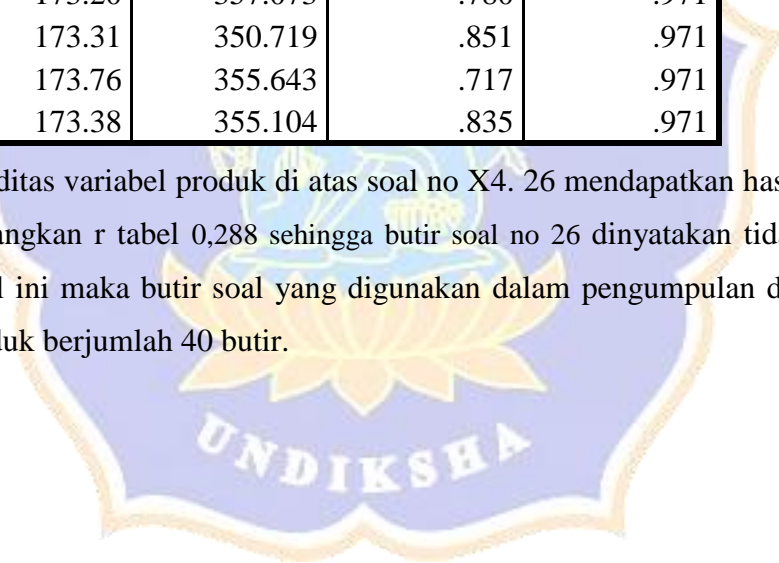 173.31 350.719 .851 .971
173.76 355.643 .717 .971
173.38 355.104 .835 .971
ditas variabel produk di atas soal no X4. 26 mendapatkan has
angkan r tabel 0,288 sehingga butir soal no 26 dinyatakan tida
l ini maka butir soal yang digunakan dalam pengumpulan d
duk berjumlah 40 butir.
UNDIKSHA